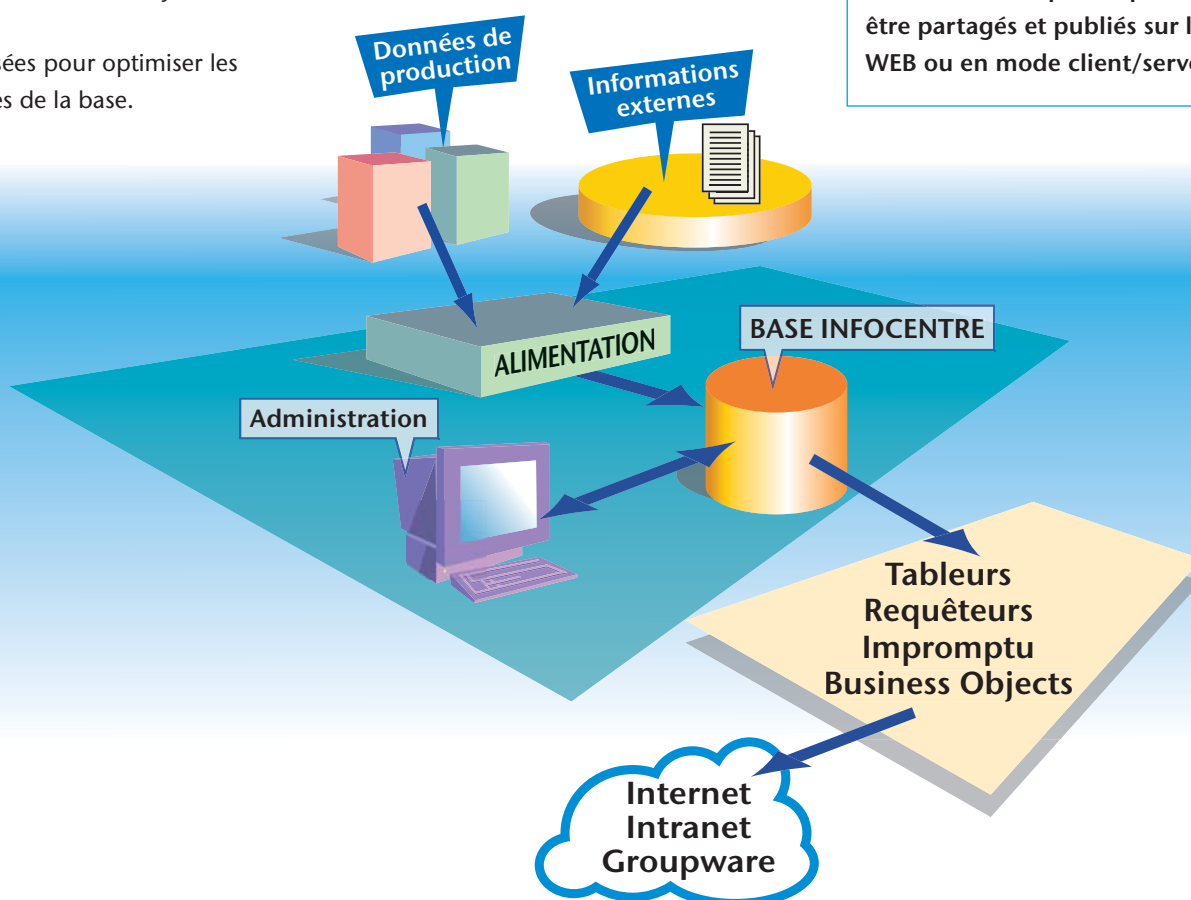 sées pour optimiser les
es de la base.
être partagés et publiés sur l
WEB ou en mode client/serve
Données de
production
Informations
externes
ALIMENTATION
BASE INFOCENTRE
Administration
Tableurs
Requêteurs
Impromptu
Business Objects
Internet
Intranet
Groupware